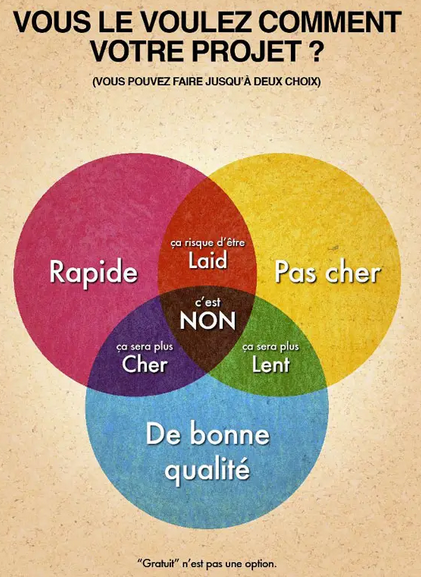 VOUS LE VOULEZ COMMENT
VOTRE PROJET ?
(VOUS POUVEZ FAIRE JUSQU'À DEUX CHOIX)
ça risque d'être
Laid
Rapide
Pas cher
c'est
NON
ça sera plus
Cher
ça sera plus
Lent
De bonne
qualité
"Gratuit" n'est pas une option.